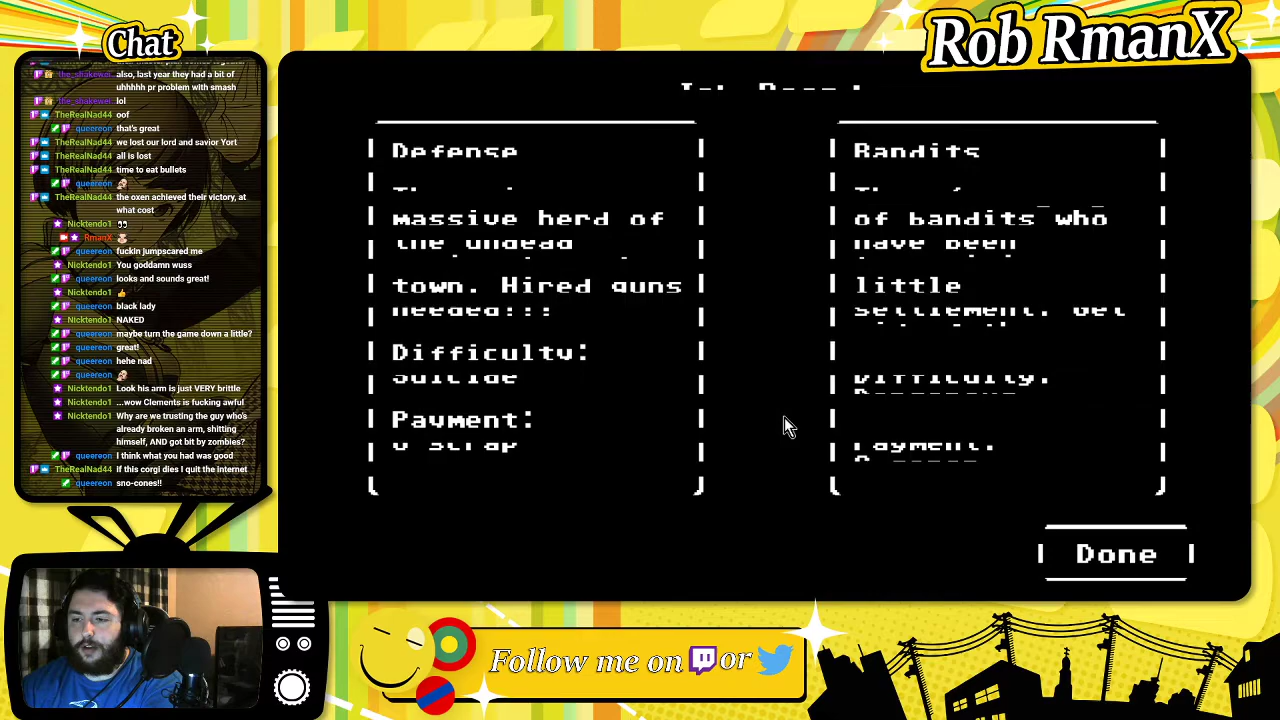 Chat
Rob RmanX
the_shakewei also, last year they had a bit of
uhhhhh pr problem with smash
the_shakewei lol
TheRealNad44 oof
queereon that's great
TheRealNad44 we lost our lord and savior Yort
TheRealNad44 all is lost
TheRealNad44 time to eat bullets
queereon
TheRealNad44 the oxen achieved their victory, at
what cost
Nicktendo1
RmanX
queereon fuckin jumpscared me
Nicktendo1 You goddamn wuss
queereon looks and sounds great!
Nicktendo1
queereon black lady
Nicktendo1 NAKED
queereon maybe turn the game down a little?
queereon great!
queereon hehe nad
queereon
Nicktendo1 Look his arm is just VERY brittle
Nicktendo1 ...wow Clements is fucking awful.
Nicktendo1 Why are we trusting the guy who's
already broken an arm, shitting
himself, AND got bit by zombies?
queereon I think what you had was good
TheRealNad44 If this corgi dies I quit the Internet
queereon sno-cones!!
Defense
massive herd
undead
town. Hired guns
needed!!!
Difficulty:
Payment:
Bandits
of bandits who
have been
little
settlement. Get
Difficulty:
Payment:
Done
Follow me on or